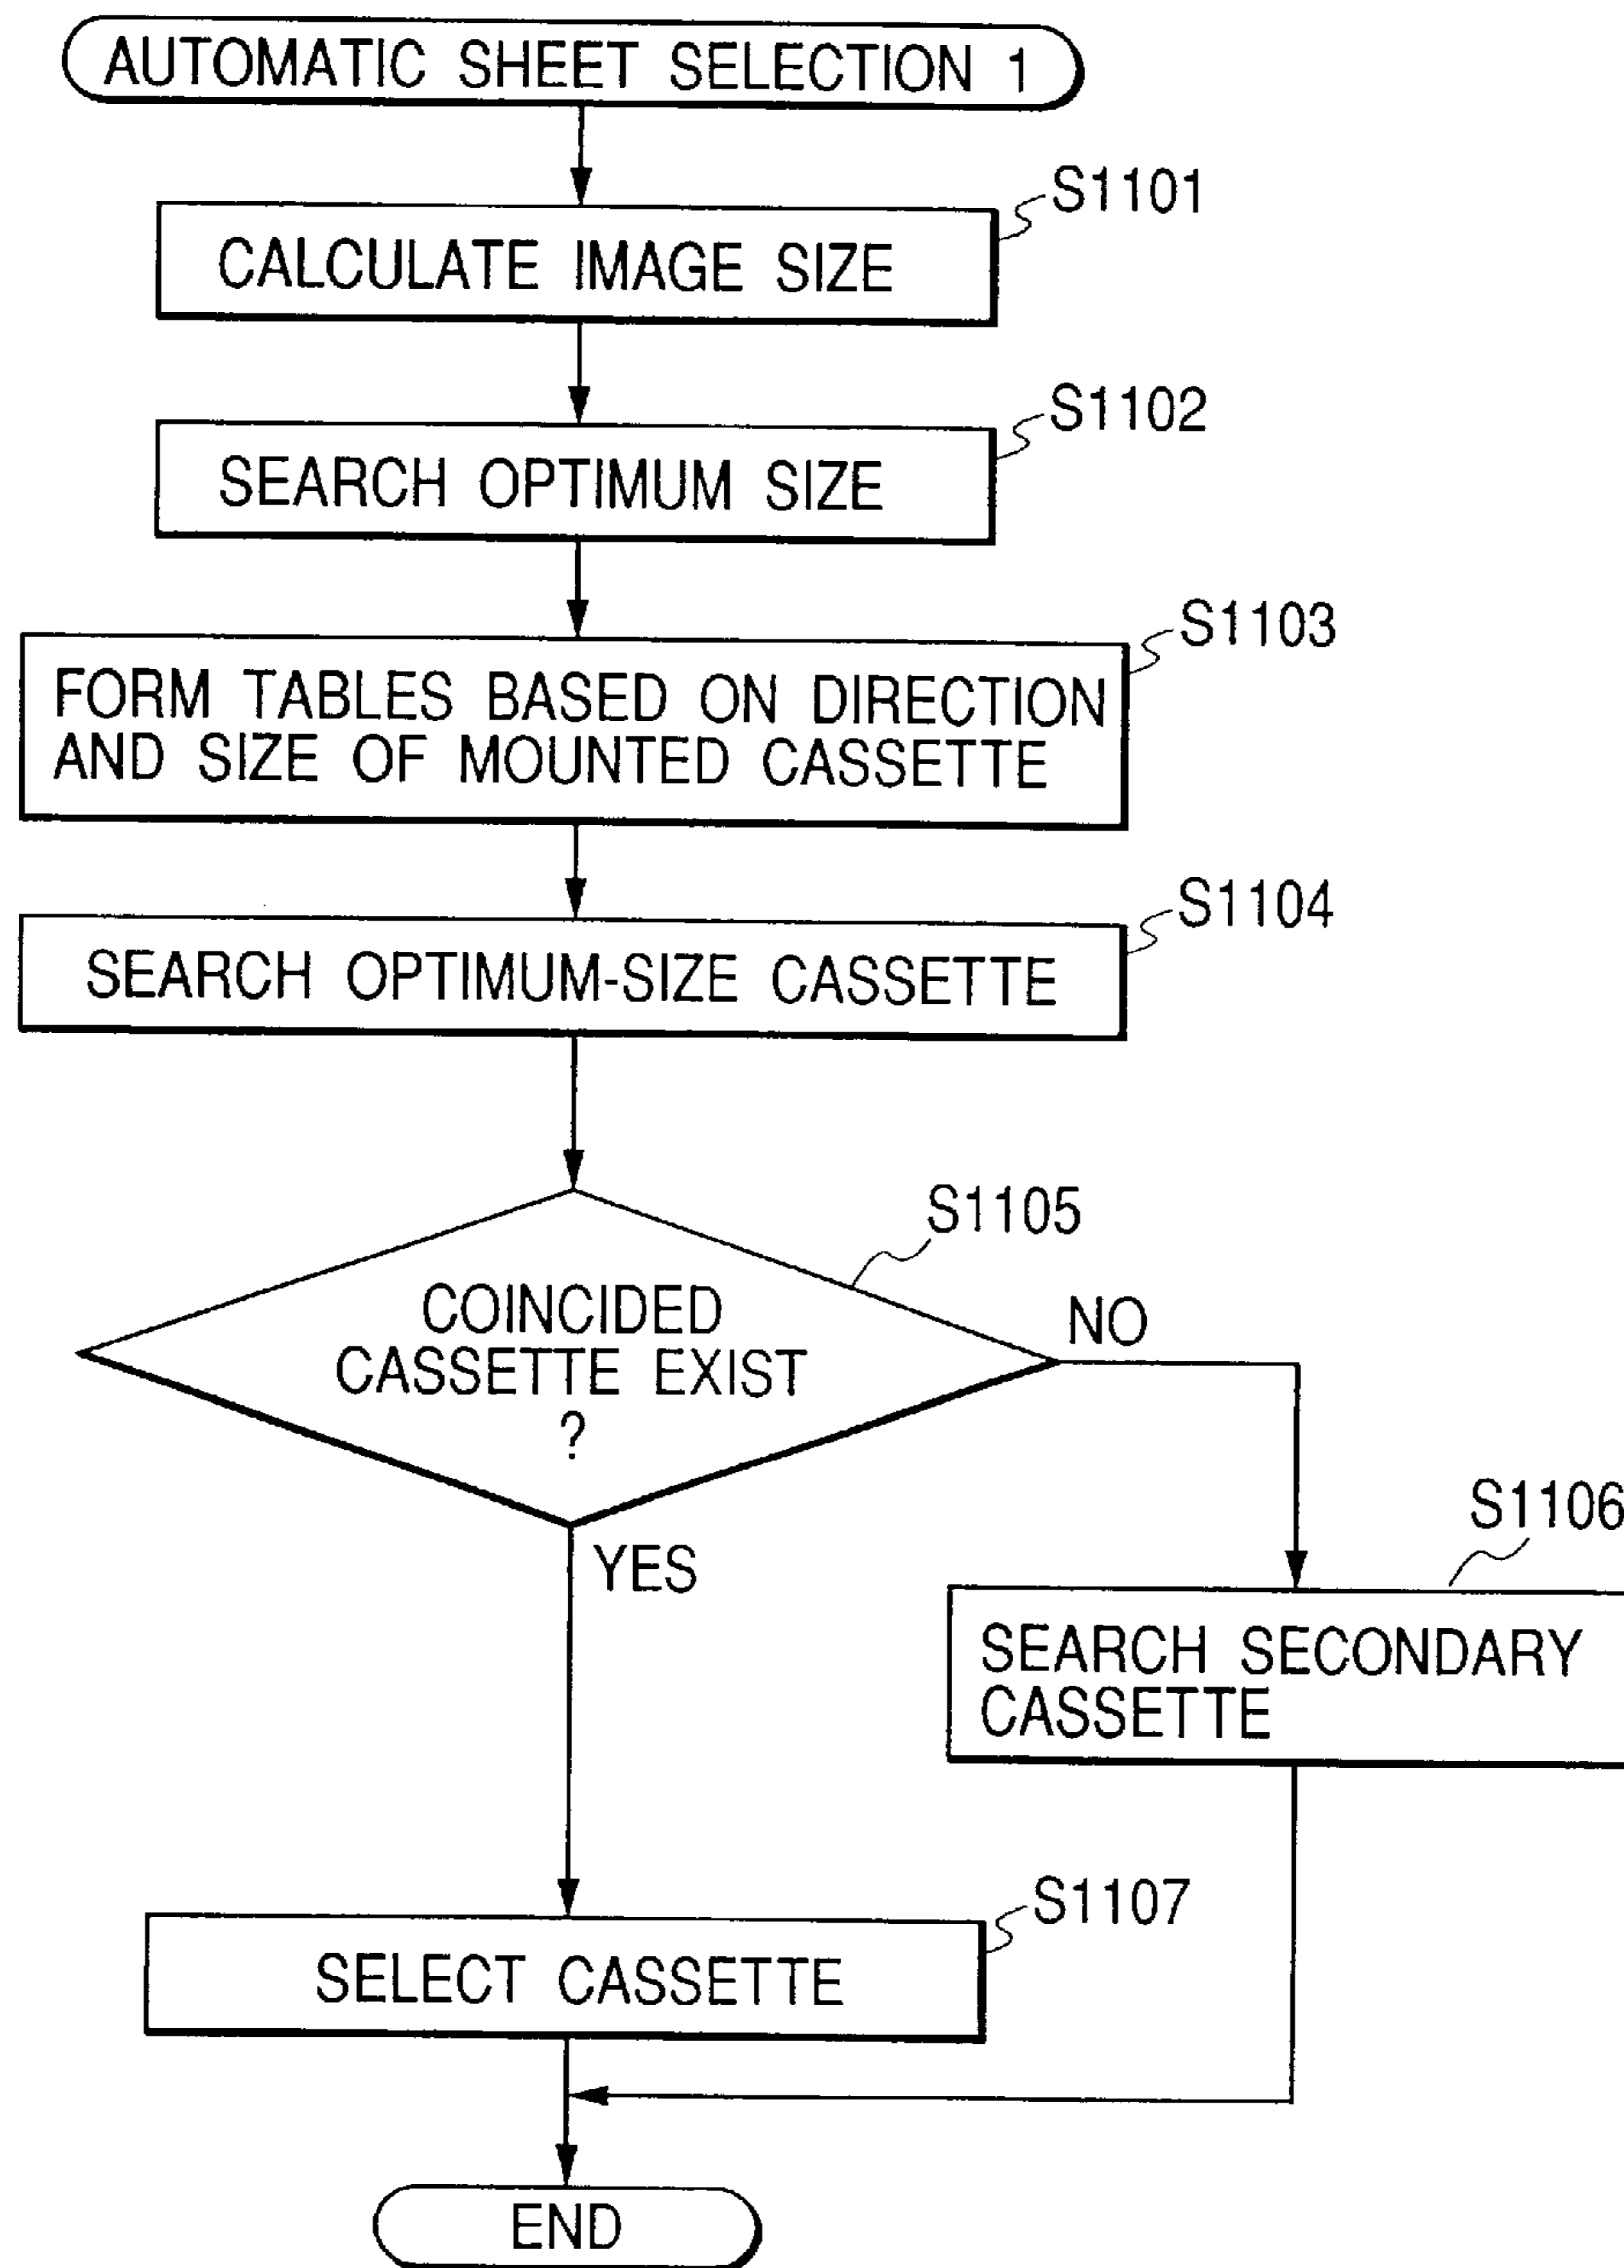 AUTOMATIC SHEET SELECTION 1
S1101
CALCULATE IMAGE SIZE
S1102
SEARCH OPTIMUM SIZE
S1103
FORM TABLES BASED ON DIRECTION
AND SIZE OF MOUNTED CASSETTE
S1104
SEARCH OPTIMUM-SIZE CASSETTE
S1105
COINCIDED
CASSETTE EXIST
?
NO
YES
S1106
SEARCH SECONDARY
CASSETTE
S1107
SELECT CASSETTE
END